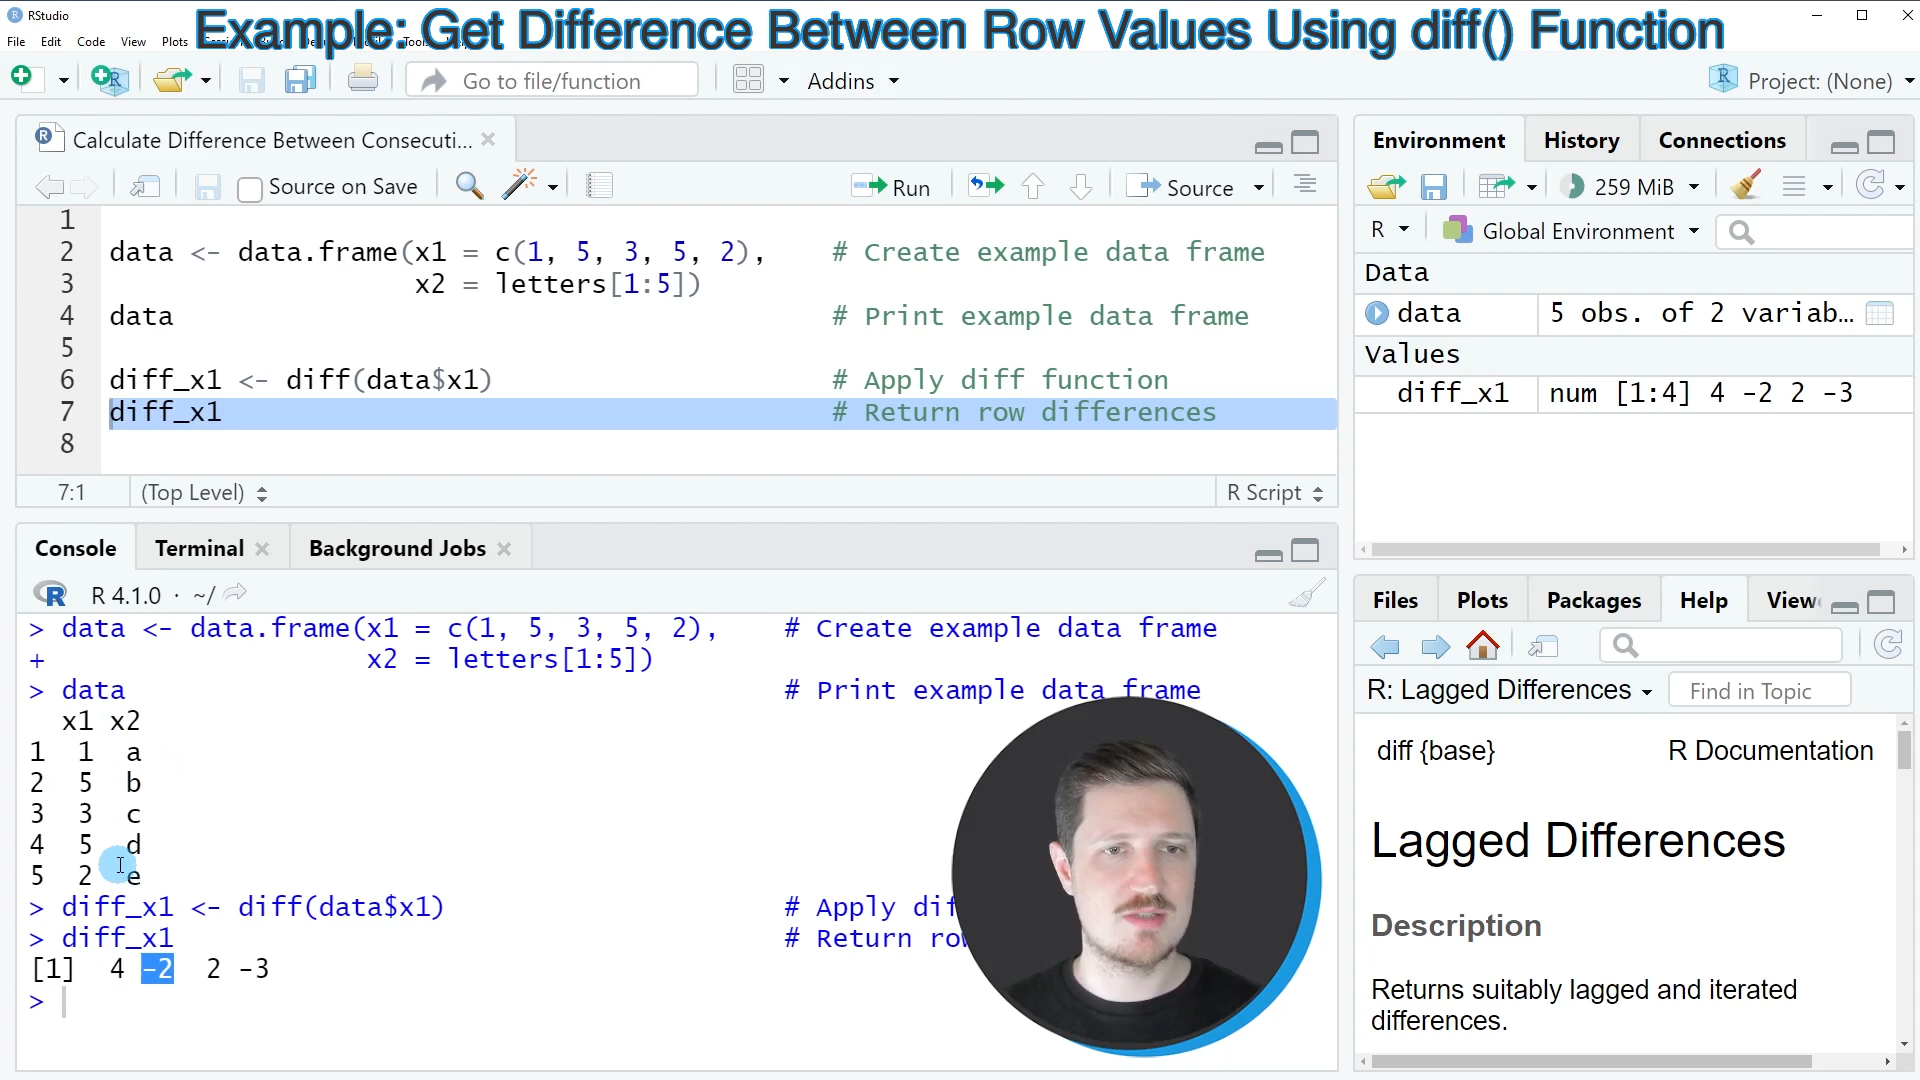 RStudio
Example: Get Difference Between Row Values Using diff() Function
File Edit Code View Plots
Go to file/function
Addins
Project: (None)
Calculate Difference Between Consecuti...
Source on Save
Run
Source
1
2 data <- data.frame(x1 = c(1, 5, 3, 5, 2), # Create example data frame
3 x2 = letters[1:5])
4 data # Print example data frame
5
6 diff_x1 <- diff(data$x1) # Apply diff function
7 diff_x1 # Return row differences
8
7:1 (Top Level) R Script
Console Terminal Background Jobs
R 4.1.0 · ~/
> data <- data.frame(x1 = c(1, 5, 3, 5, 2), # Create example data frame
+ x2 = letters[1:5])
> data # Print example data frame
x1 x2
1 1 a
2 5 b
3 3 c
4 5 d
5 2 e
> diff_x1 <- diff(data$x1) # Apply dif
> diff_x1 # Return row
[1] 4 -2 2 -3
>
Environment History Connections
259 MiB
R Global Environment
Data
data 5 obs. of 2 variab...
Values
diff_x1 num [1:4] 4 -2 2 -3
Files Plots Packages Help View
R: Lagged Differences Find in Topic
diff {base} R Documentation
Lagged Differences
Description
Returns suitably lagged and iterated
differences.